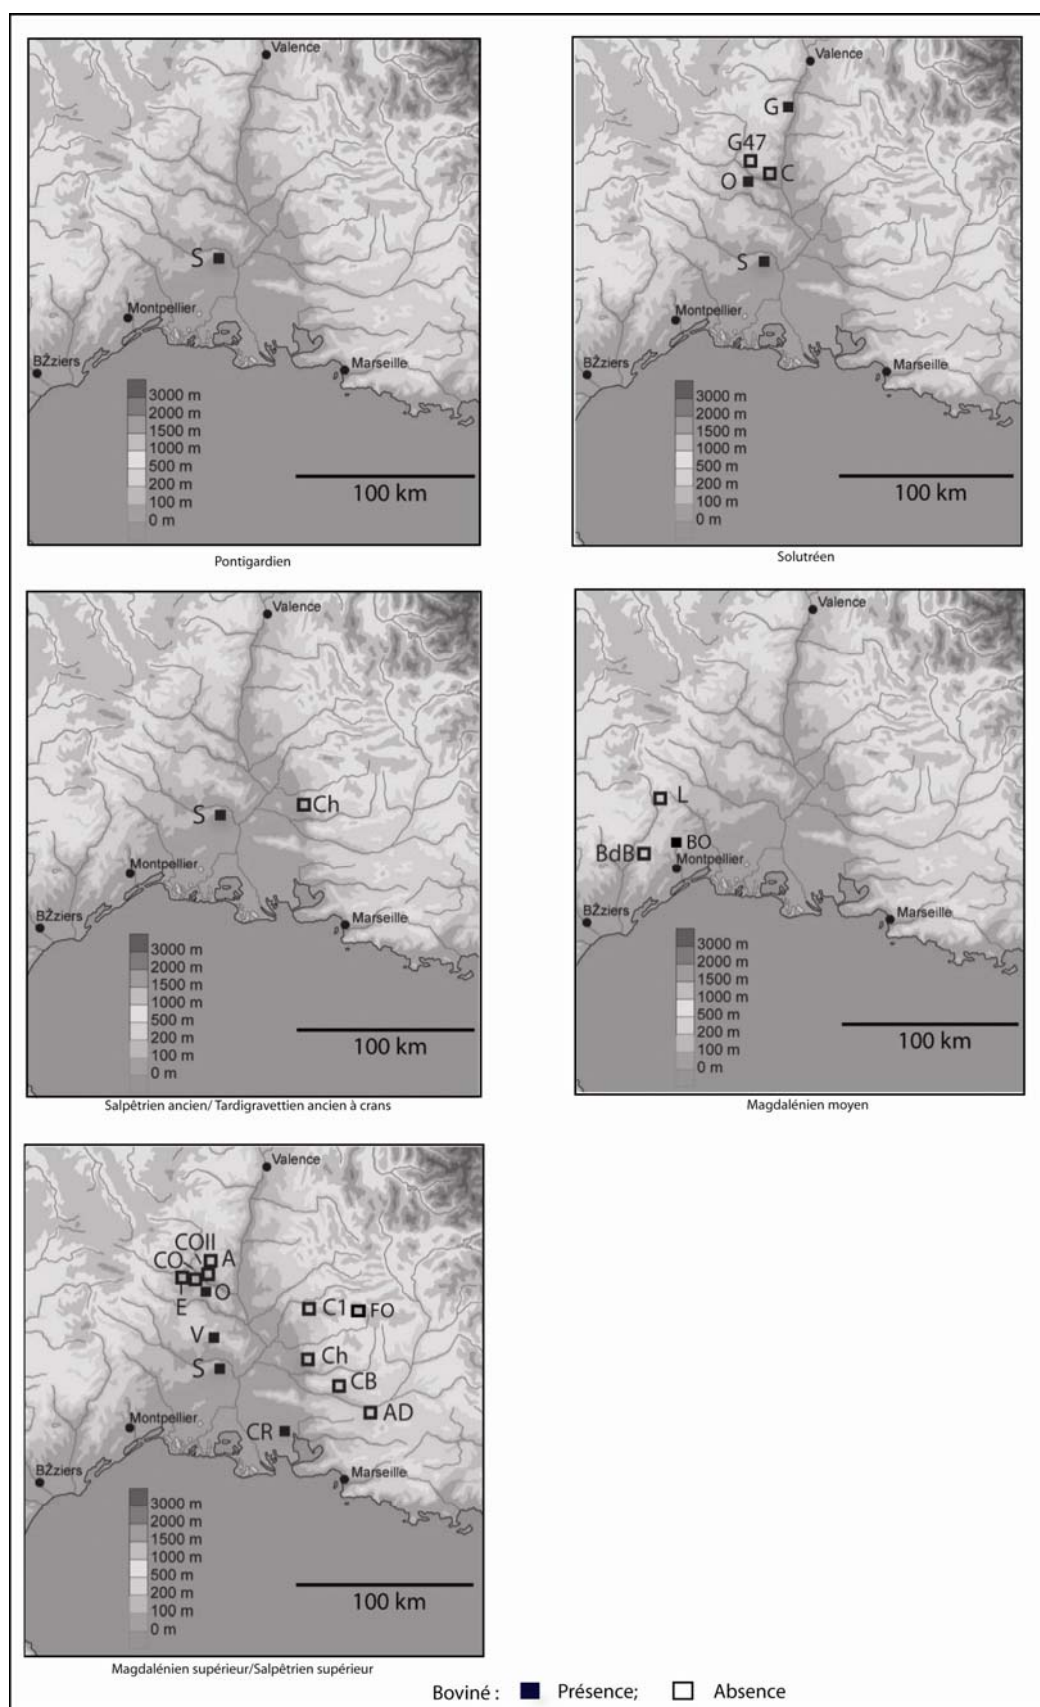 Valence
S
Montpellier
BŽziers
Marseille
3000 m
2000 m
1500 m
1000 m
500 m
200 m
100 m
0 m
100 km
Pontigardien
Valence
G
G47
C
O
S
Montpellier
BŽziers
Marseille
3000 m
2000 m
1500 m
1000 m
500 m
200 m
100 m
0 m
100 km
Solutréen
Valence
Ch
S
Montpellier
BŽziers
Marseille
3000 m
2000 m
1500 m
1000 m
500 m
200 m
100 m
0 m
100 km
Salpêtrien ancien/ Tardigravettien ancien à crans
Valence
L
BO
BdB
Montpellier
BŽziers
Marseille
3000 m
2000 m
1500 m
1000 m
500 m
200 m
100 m
0 m
100 km
Magdalénien moyen
Valence
COII
CO
A
O
E
C1
FO
V
Ch
S
CB
AD
CR
Montpellier
BŽziers
Marseille
3000 m
2000 m
1500 m
1000 m
500 m
200 m
100 m
0 m
100 km
Magdalénien supérieur/Salpêtrien supérieur
Boviné : Présence; Absence